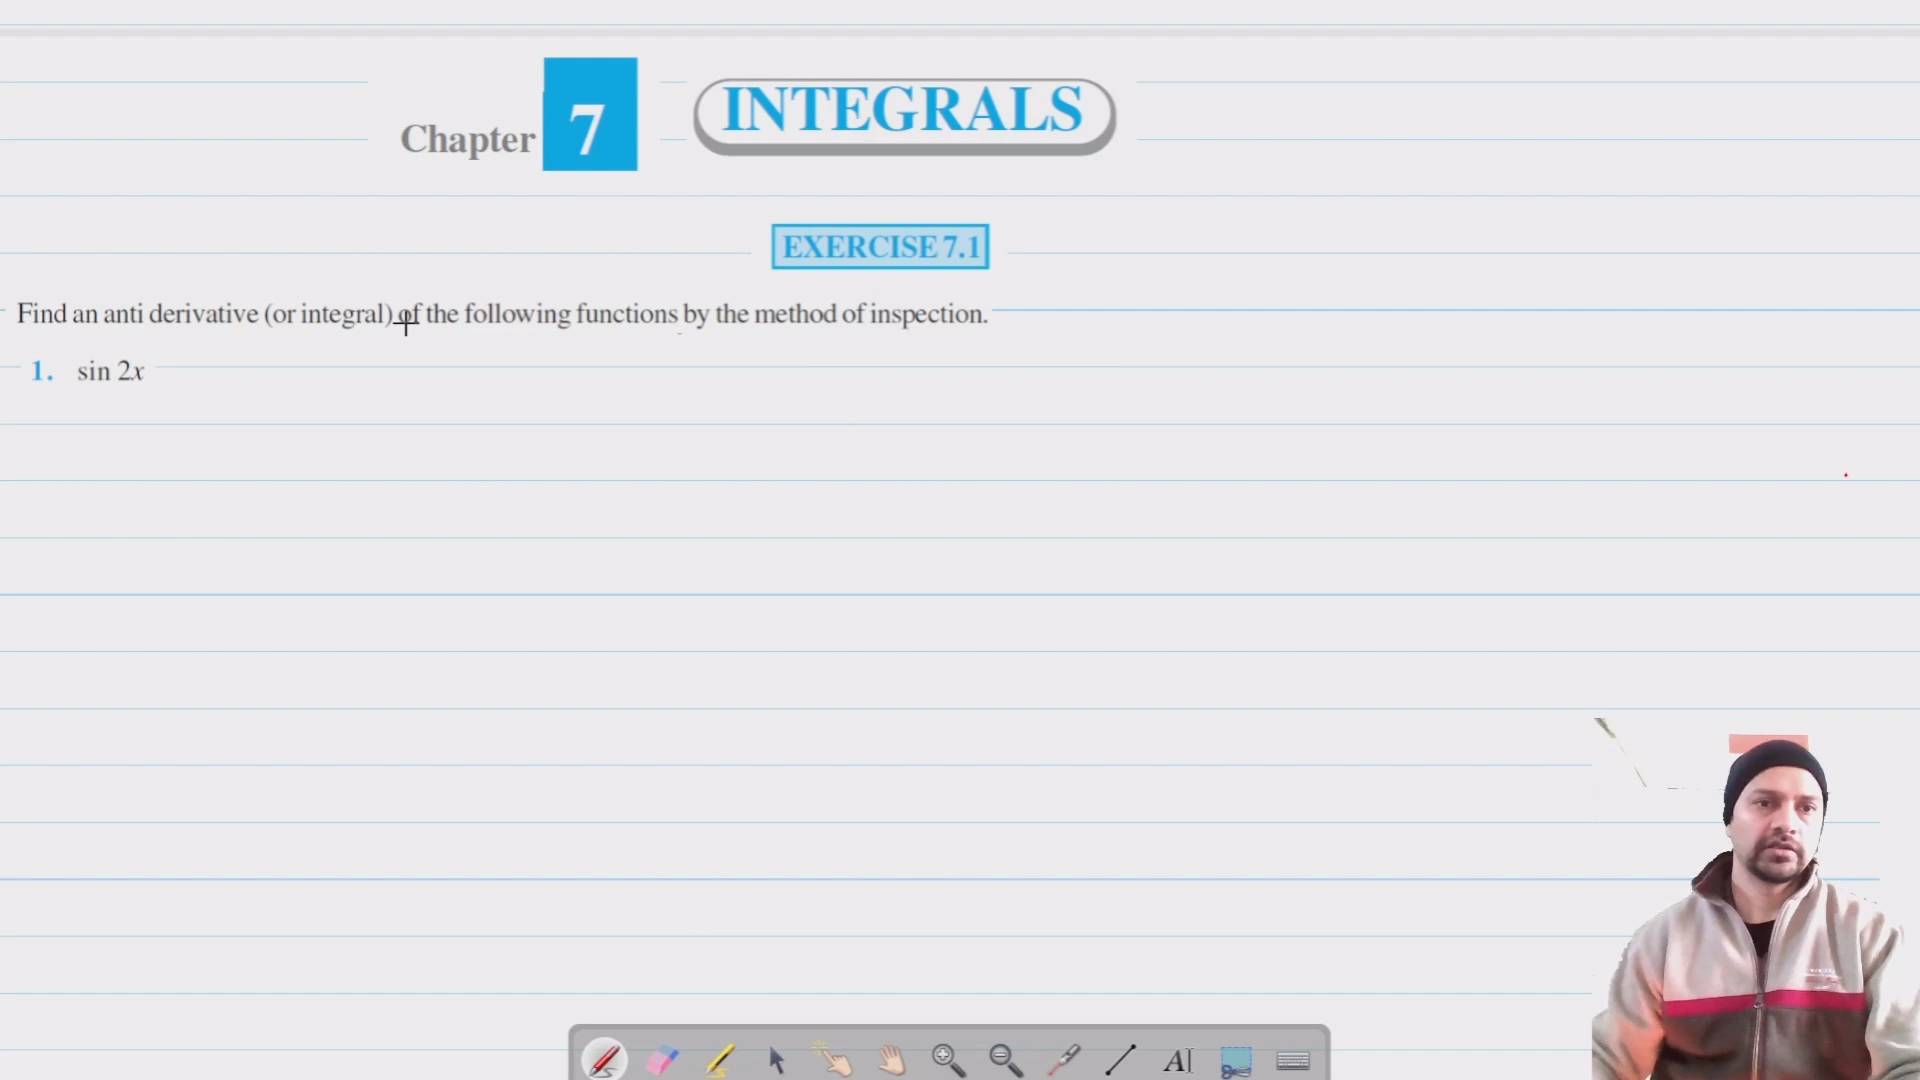 Chapter 7 INTEGRALS
EXERCISE 7.1
Find an anti derivative (or integral) of the following functions by the method of inspection.
1. sin 2x